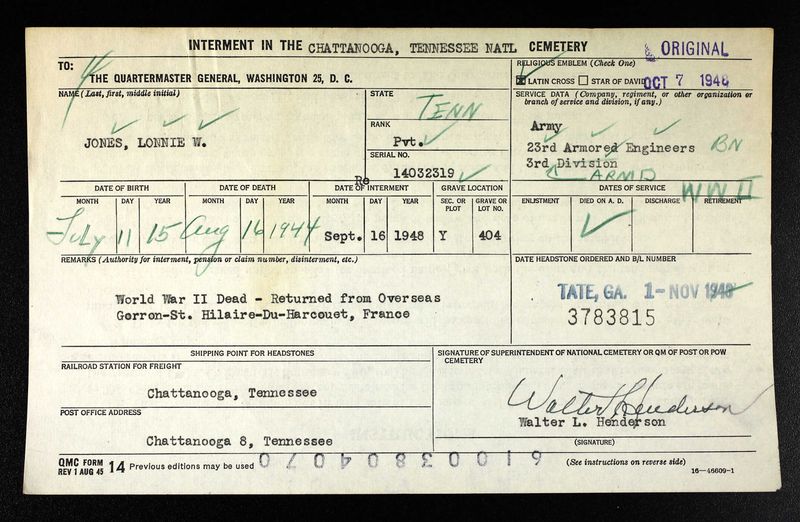 INTERMENT IN THE CHATTANOOGA, TENNESSEE NATL CEMETERY
& ORIGINAL
TO:
THE QUARTERMASTER GENERAL, WASHINGTON 25, D. C.
RELIGIOUS EMBLEM (Check One)
LATIN CROSS STAR OF DAVID
OCT 7 1948
NAME (Last, first, middle initial)
JONES, LONNIE W.
STATE
TENN
RANK
Pvt.
SERIAL NO.
14032319
SERVICE DATA (Company, regiment, or other organization or branch of service and division, if any.)
Army
23rd Armored Engineers BN
3rd Division
ARMD
DATE OF BIRTH
MONTH DAY YEAR
July 11 15
DATE OF DEATH
MONTH DAY YEAR
Aug 16 1944
Re
DATE OF INTERMENT
MONTH DAY YEAR
Sept. 16 1948
GRAVE LOCATION
SEC. OR PLOT
GRAVE OR LOT NO.
Y 404
DATES OF SERVICE
WW II
ENLISTMENT DIED ON A. D. DISCHARGE RETIREMENT
REMARKS (Authority for interment, pension or claim number, disinterment, etc.)
World War II Dead - Returned from Overseas
Gorron-St. Hilaire-Du-Harcouet, France
DATE HEADSTONE ORDERED AND B/L NUMBER
TATE, GA. 1-NOV 1948
3783815
SHIPPING POINT FOR HEADSTONES
RAILROAD STATION FOR FREIGHT
Chattanooga, Tennessee
POST OFFICE ADDRESS
Chattanooga 8, Tennessee
SIGNATURE OF SUPERINTENDENT OF NATIONAL CEMETERY OR QM OF POST OR POW CEMETERY
Walter L Henderson
Walter L. Henderson
(SIGNATURE)
QMC FORM
REV 1 AUG 45 14 Previous editions may be used
(See instructions on reverse side)
16—46609-1